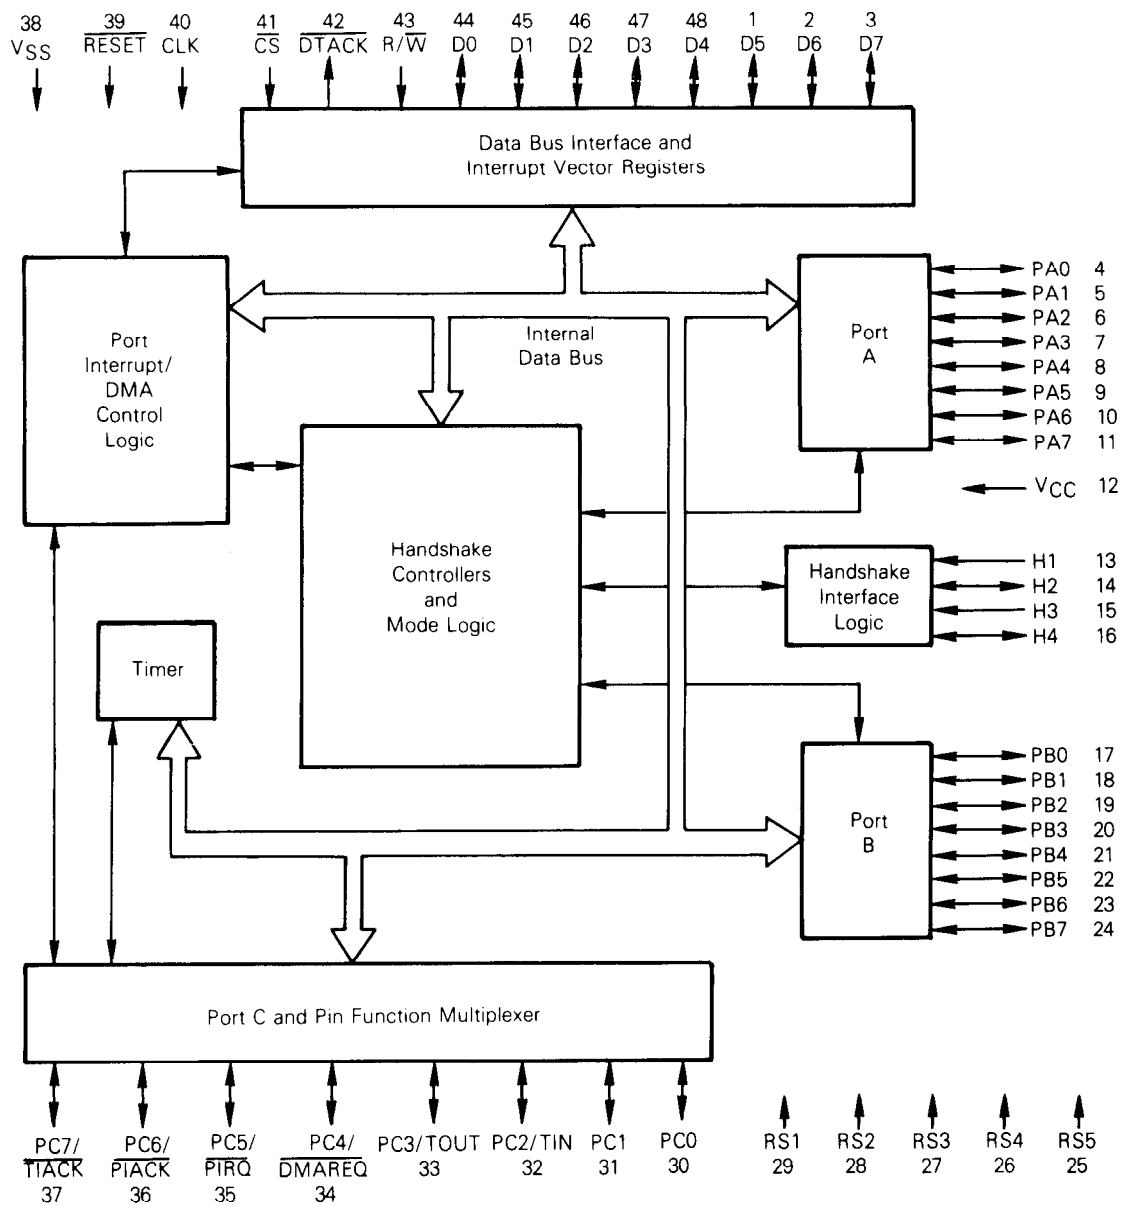 38 39 40 41 42 43 44 45 46 47 48 1 2 3
VSS RESET CLK CS DTACK R/W D0 D1 D2 D3 D4 D5 D6 D7
Data Bus Interface and
Interrupt Vector Registers
Port
Interrupt/
DMA
Control
Logic
Internal
Data Bus
Port
A
PA0 4
PA1 5
PA2 6
PA3 7
PA4 8
PA5 9
PA6 10
PA7 11
VCC 12
Handshake
Controllers
and
Mode Logic
Handshake
Interface
Logic
H1 13
H2 14
H3 15
H4 16
Timer
Port
B
PB0 17
PB1 18
PB2 19
PB3 20
PB4 21
PB5 22
PB6 23
PB7 24
Port C and Pin Function Multiplexer
PC7/
TIACK
37
PC6/
PIACK
36
PC5/
PIRQ
35
PC4/
DMAREQ
34
PC3/TOUT
33
PC2/TIN
32
PC1
31
PC0
30
RS1
29
RS2
28
RS3
27
RS4
26
RS5
25